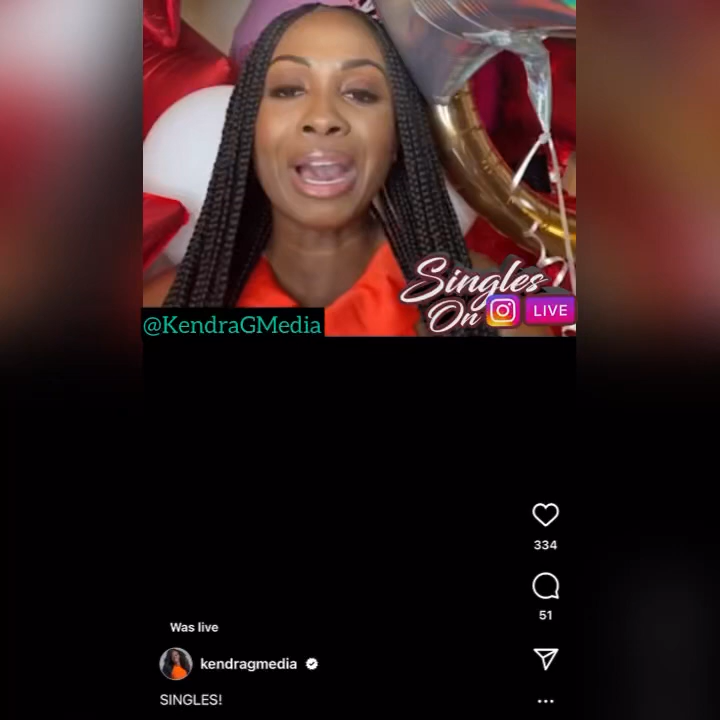 Singles
On LIVE
@KendraGMedia
334
51
Was live
kendragmedia
SINGLES!